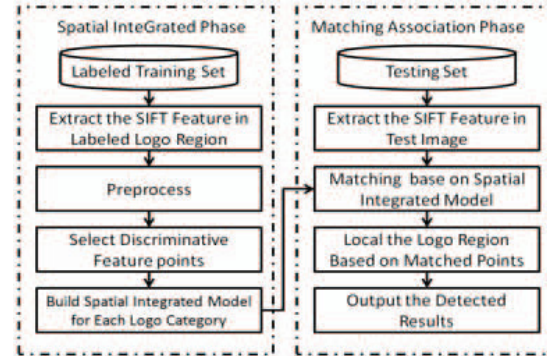 Spatial InteGrated Phase
Labeled Training Set
Extract the SIFT Feature in
Labeled Logo Region
Preprocess
Select Discriminative
Feature points
Build Spatial Integrated Model
for Each Logo Category
Matching Association Phase
Testing Set
Extract the SIFT Feature in
Test Image
Matching base on Spatial
Integrated Model
Local the Logo Region
Based on Matched Points
Output the Detected
Results